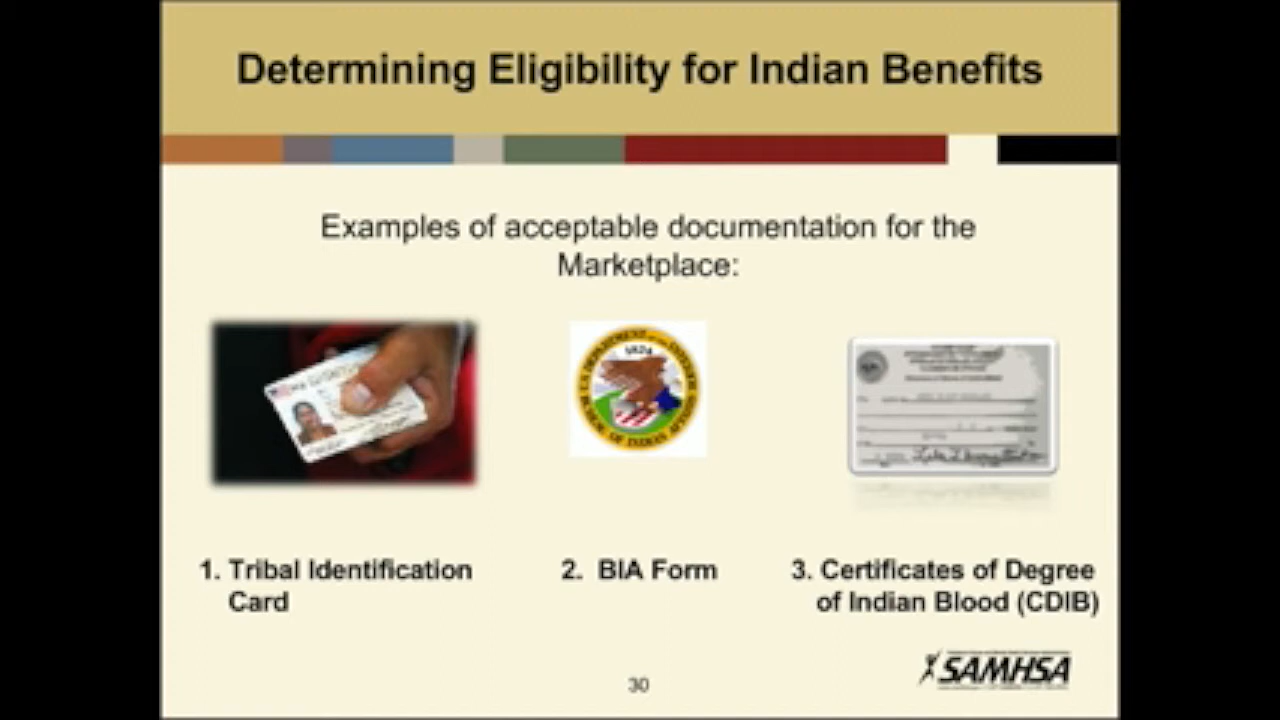 Determining Eligibility for Indian Benefits
Examples of acceptable documentation for the
Marketplace:
1824
1. Tribal Identification
Card
2. BIA Form
3. Certificates of Degree
of Indian Blood (CDIB)
SAMHSA
30